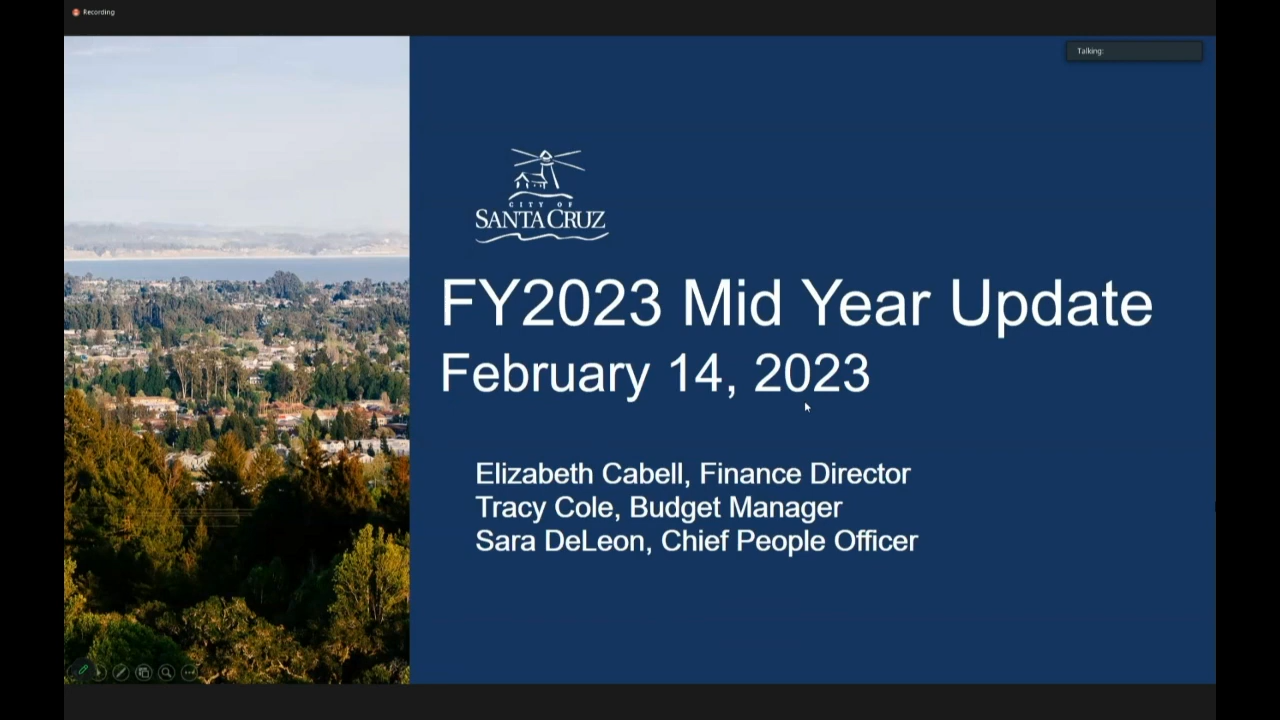 Recording
Talking:
CITY OF
SANTA CRUZ
FY2023 Mid Year Update
February 14, 2023
Elizabeth Cabell, Finance Director
Tracy Cole, Budget Manager
Sara DeLeon, Chief People Officer